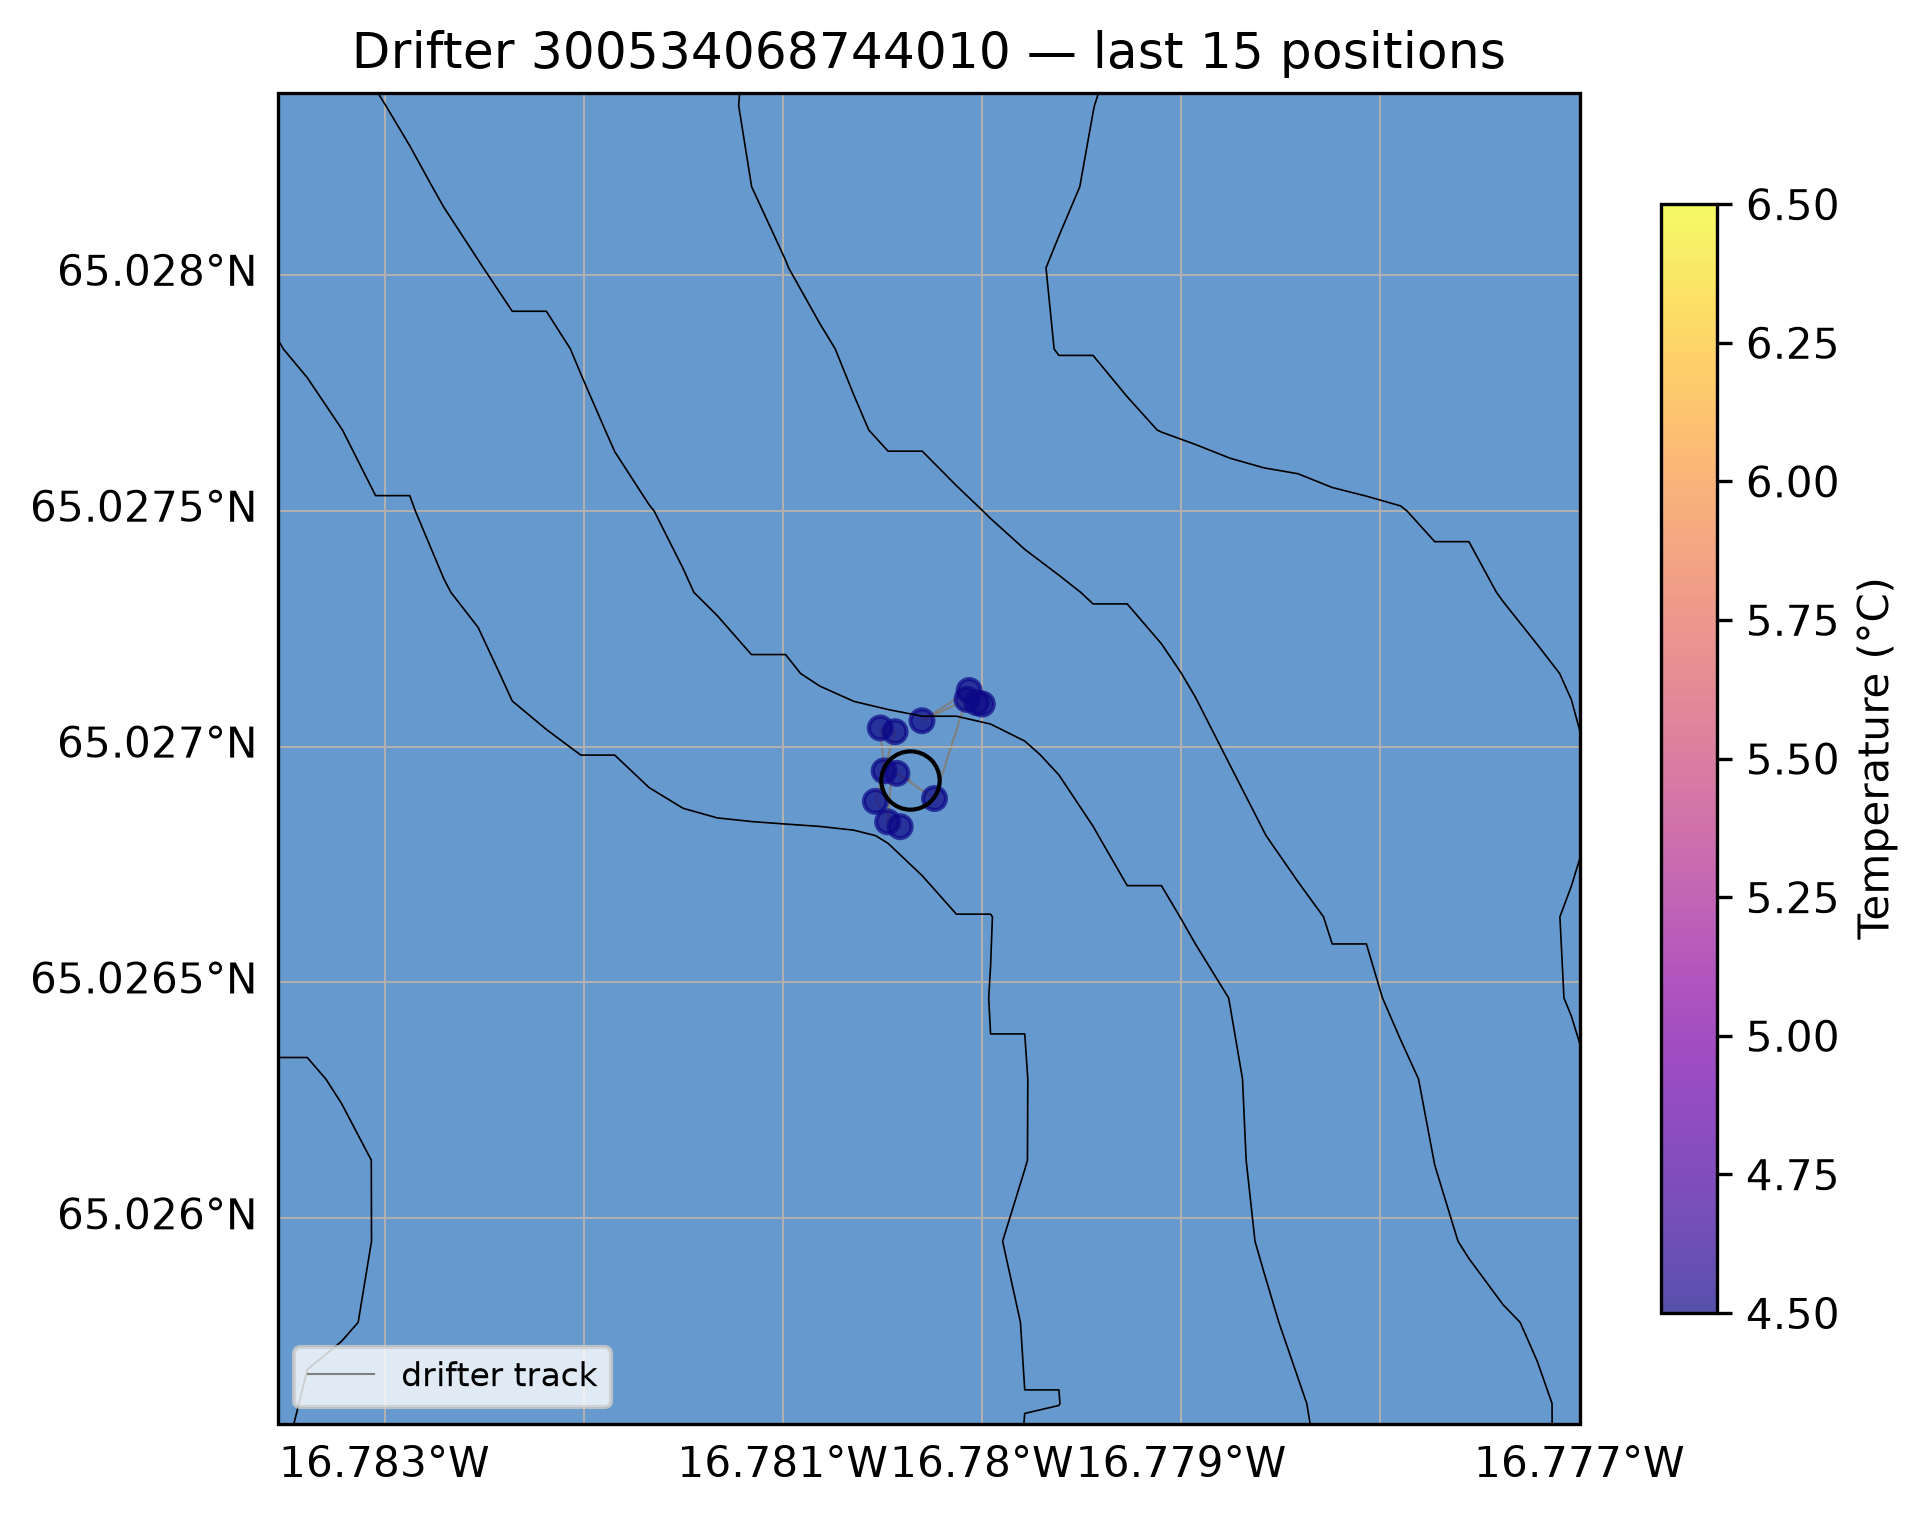 Drifter 300534068744010 — last 15 positions
65.028°N
65.0275°N
65.027°N
65.0265°N
65.026°N
16.783°W
16.781°W
16.78°W
16.779°W
16.777°W
drifter track
6.50
6.25
6.00
5.75
5.50
5.25
5.00
4.75
4.50
Temperature (°C)